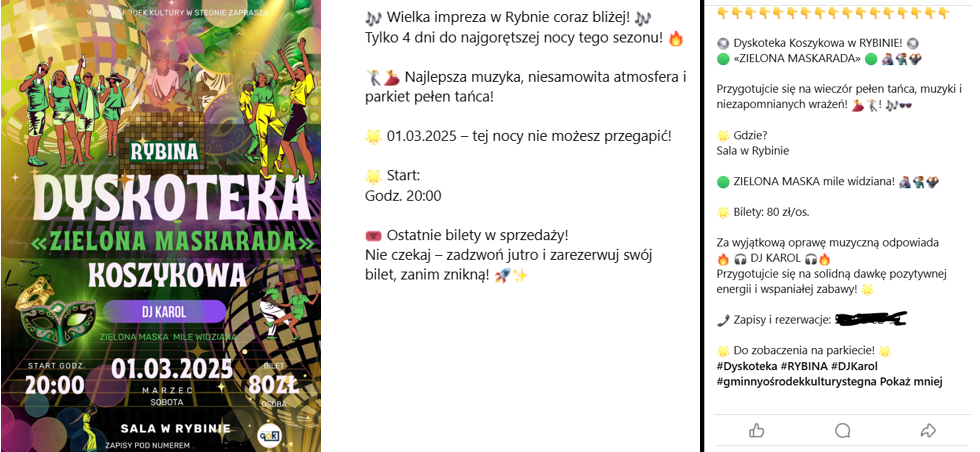 ODEK KULTURY W STEGNIE ZAPRASZA
RYBINA
DYSKOTEKA
«ZIELONA MASKARADA»
KOSZYKOWA
DJ KAROL
ZIELONA MASKA MILE WIDZIANA
START GODZ.
20:00
01.03.2025
MARZEC
SOBOTA
BILET
80ZŁ
OSOBA
SALA W RYBINIE
ZAPISY POD NUMEREM
GOK
🎶 Wielka impreza w Rybnie coraz bliżej! 🎶
Tylko 4 dni do najgorętszej nocy tego sezonu! 🔥
🕺💃 Najlepsza muzyka, niesamowita atmosfera i
parkiet pełen tańca!
🌟 01.03.2025 – tej nocy nie możesz przegapić!
🌟 Start:
Godz. 20:00
🎟️ Ostatnie bilety w sprzedaży!
Nie czekaj – zadzwoń jutro i zarezerwuj swój
bilet, zanim znikną! 🚀✨
👇👇👇👇👇👇👇👇👇👇👇👇👇👇👇👇👇
🪩 Dyskoteka Koszykowa w RYBINIE! 🪩
🟢 «ZIELONA MASKARADA» 🟢
Przygotujcie się na wieczór pełen tańca, muzyki i
niezapomnianych wrażeń! 💃🕺! 🎶🕶️
🌟 Gdzie?
Sala w Rybinie
🟢 ZIELONA MASKA mile widziana!
🌟 Bilety: 80 zł/os.
Za wyjątkową oprawę muzyczną odpowiada
🔥 🎧 DJ KAROL 🎧🔥
Przygotujcie się na solidną dawkę pozytywnej
energii i wspaniałej zabawy! 🌟
📞 Zapisy i rezerwacje:
🌟 Do zobaczenia na parkiecie! 🌟
#Dyskoteka #RYBINA #DJKarol
#gminnyośrodekkulturystegna Pokaż mniej